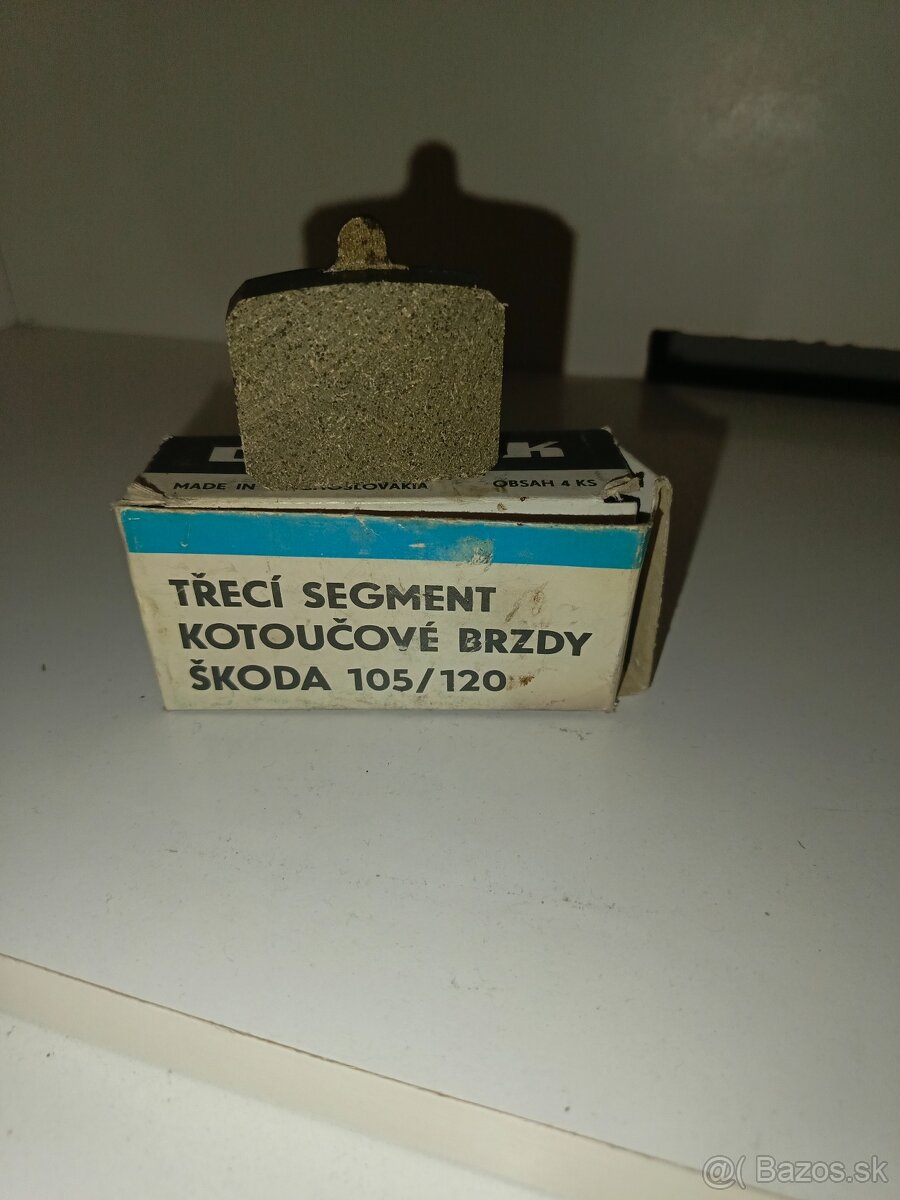 MADE IN
OBSAH 4 KS
TŘECÍ SEGMENT
KOTOUČOVÉ BRZDY
ŠKODA 105/120
@( Bazos.sk